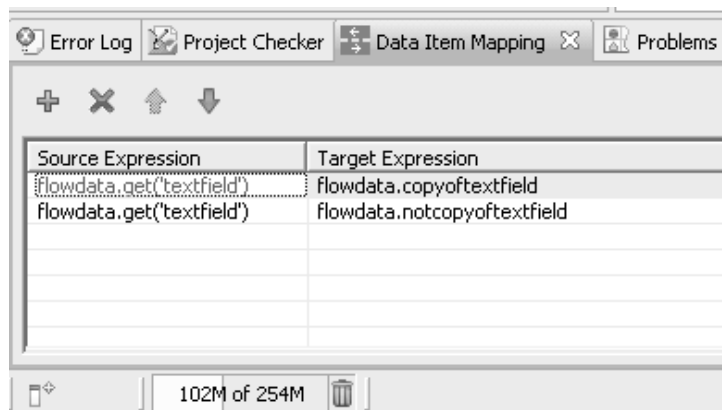 Error Log Project Checker Data Item Mapping Problems
Source Expression Target Expression
flowdata.get('textfield') flowdata.copyoftextfield
flowdata.get('textfield') flowdata.notcopyoftextfield
102M of 254M